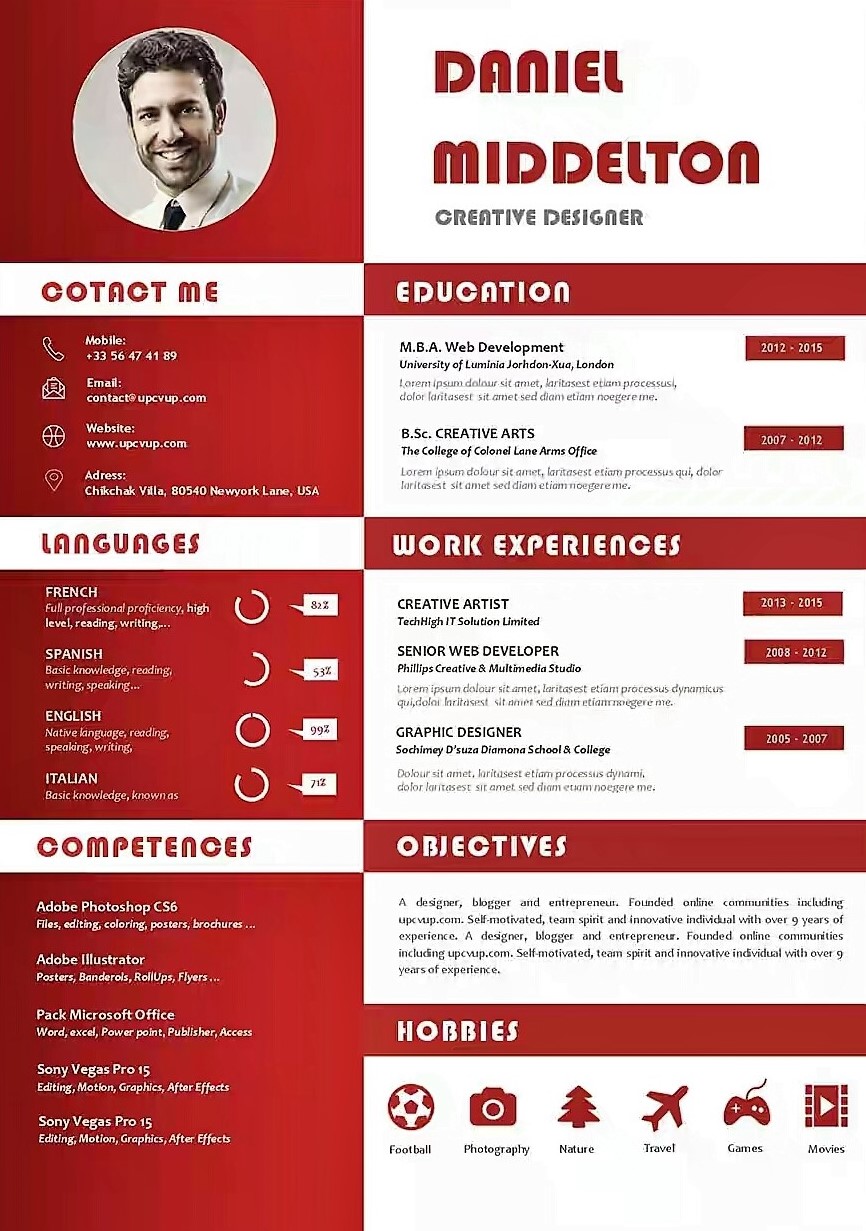 DANIEL
MIDDELTON
CREATIVE DESIGNER
COTACT ME
Mobile:
+33 56 47 41 89
Email:
contact@upcvup.com
Website:
www.upcvup.com
Adress:
Chikchak Villa, 80540 Newyork Lane, USA
LANGUAGES
FRENCH
Full professional proficiency, high
level, reading, writing,...
82%
SPANISH
Basic knowledge, reading,
writing, speaking...
53%
ENGLISH
Native language, reading,
speaking, writing,
99%
ITALIAN
Basic knowledge, known as
71%
COMPETENCES
Adobe Photoshop CS6
Files, editing, coloring, posters, brochures ...
Adobe Illustrator
Posters, Banderols, RollUps, Flyers ...
Pack Microsoft Office
Word, excel, Power point, Publisher, Access
Sony Vegas Pro 15
Editing, Motion, Graphics, After Effects
Sony Vegas Pro 15
Editing, Motion, Graphics, After Effects
EDUCATION
M.B.A. Web Development
2012 - 2015
University of Luminia Jorhdon-Xua, London
Lorem ipsum dolour sit amet, laritasest etiam processusi,
dolor laritasest sit amet sed diam etiam noegere me.
B.Sc. CREATIVE ARTS
2007 - 2012
The College of Colonel Lane Arms Office
Lorem ipsum dolour sit amet, laritasest etiam processus qui, dolor
laritasest sit amet sed diam etiam noegere me.
WORK EXPERIENCES
CREATIVE ARTIST
2013 - 2015
TechHigh IT Solution Limited
SENIOR WEB DEVELOPER
2008 - 2012
Phillips Creative & Multimedia Studio
Lorem ipsum dolour sit amet, laritasest etiam processus dynamicus
qui,dolor laritasest sit amet sed diam etiam noegere me.
GRAPHIC DESIGNER
2005 - 2007
Sochimey D'suza Diamona School & College
Dolour sit amet, laritasest etiam processus dynami,
dolor laritasest sit amet sed diam etiam noegere me.
OBJECTIVES
A designer, blogger and entrepreneur. Founded online communities including
upcvup.com. Self-motivated, team spirit and innovative individual with over 9 years of
experience. A designer, blogger and entrepreneur. Founded online communities
including upcvup.com. Self-motivated, team spirit and innovative individual with over 9
years of experience.
HOBBIES
Football
Photography
Nature
Travel
Games
Movies